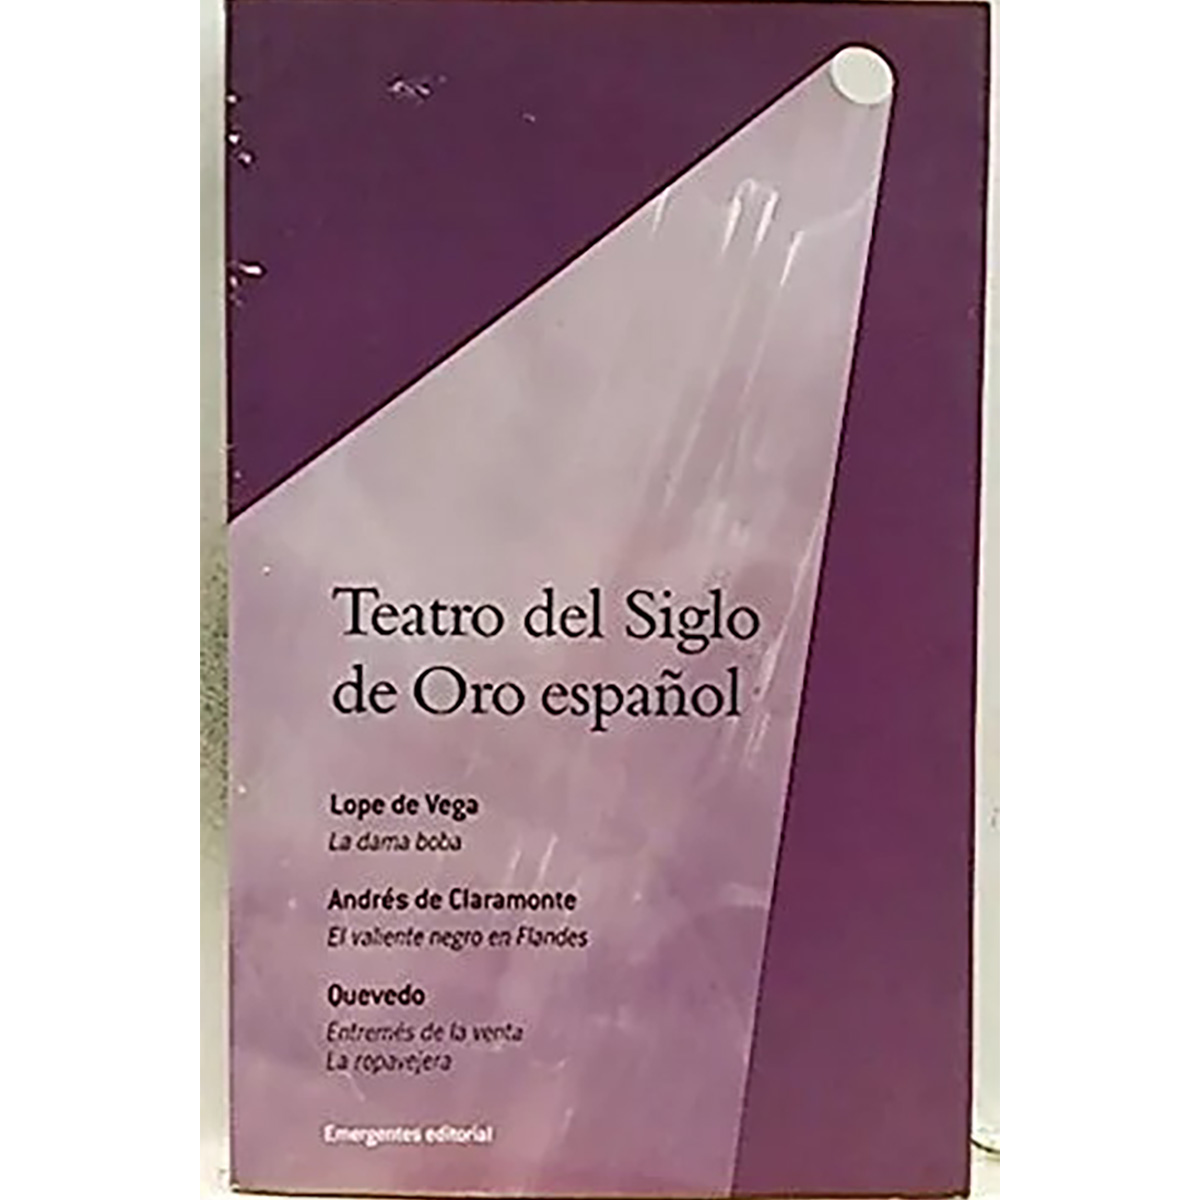 Teatro del Siglo
de Oro español
Lope de Vega
La dama boba
Andrés de Claramonte
El valiente negro en Flandes
Quevedo
Entremés de la venta
La ropavejera
Emergentes editorial